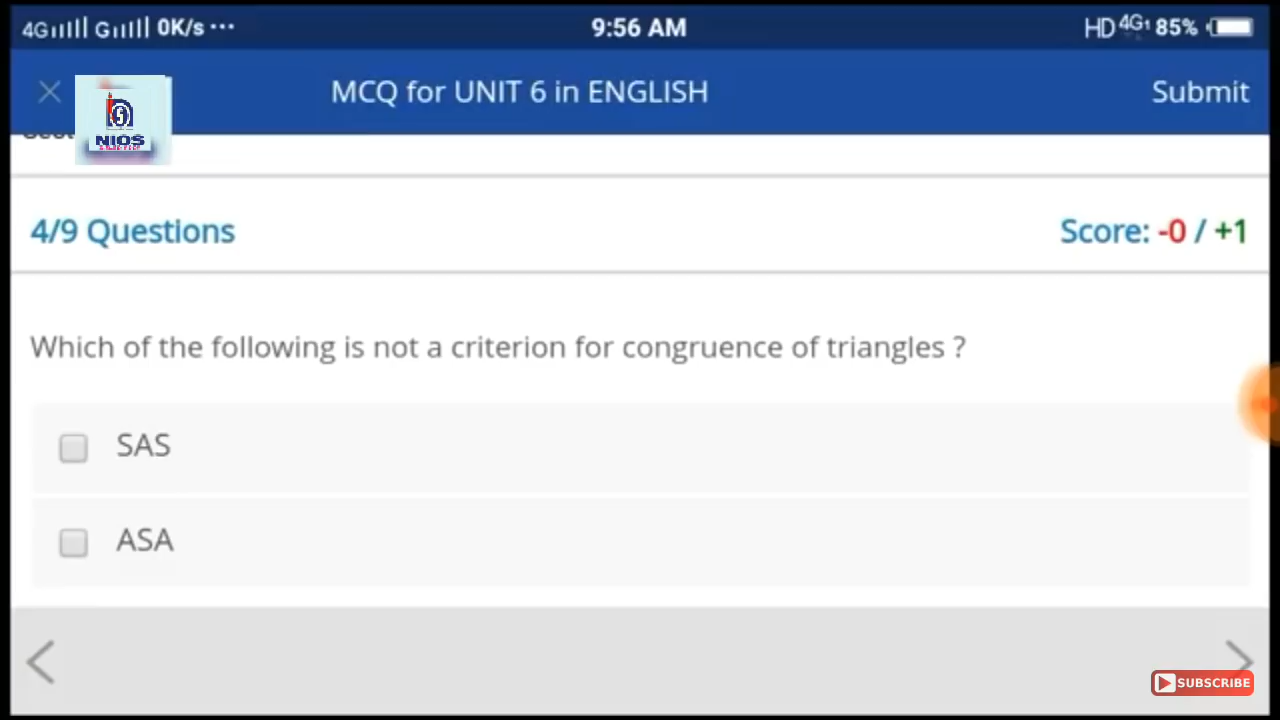 4G G 0K/s ··· 9:56 AM HD 4G 85%
MCQ for UNIT 6 in ENGLISH Submit
NIOS
4/9 Questions Score: -0 / +1
Which of the following is not a criterion for congruence of triangles ?
SAS
ASA
SUBSCRIBE